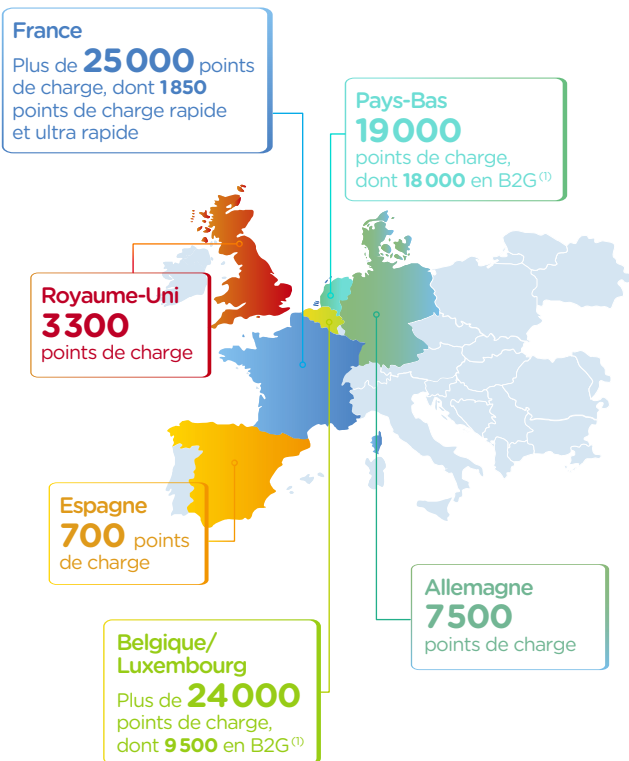 France
Plus de 25 000 points
de charge, dont 1 850
points de charge rapide
et ultra rapide
Pays-Bas
19 000
points de charge,
dont 18 000 en B2G(1)
Royaume-Uni
3 300
points de charge
Espagne
700 points
de charge
Allemagne
7 500
points de charge
Belgique/
Luxembourg
Plus de 24 000
points de charge,
dont 9 500 en B2G(1)